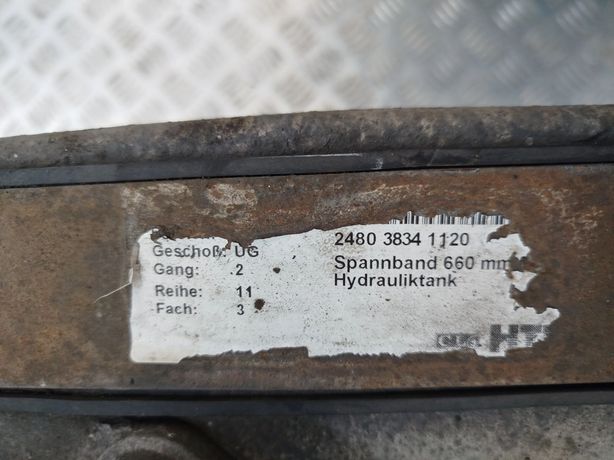 Geschoß: UG
Gang: 2
Reihe: 11
Fach: 3
2480 3834 1120
Spannband 660 mm
Hydrauliktank